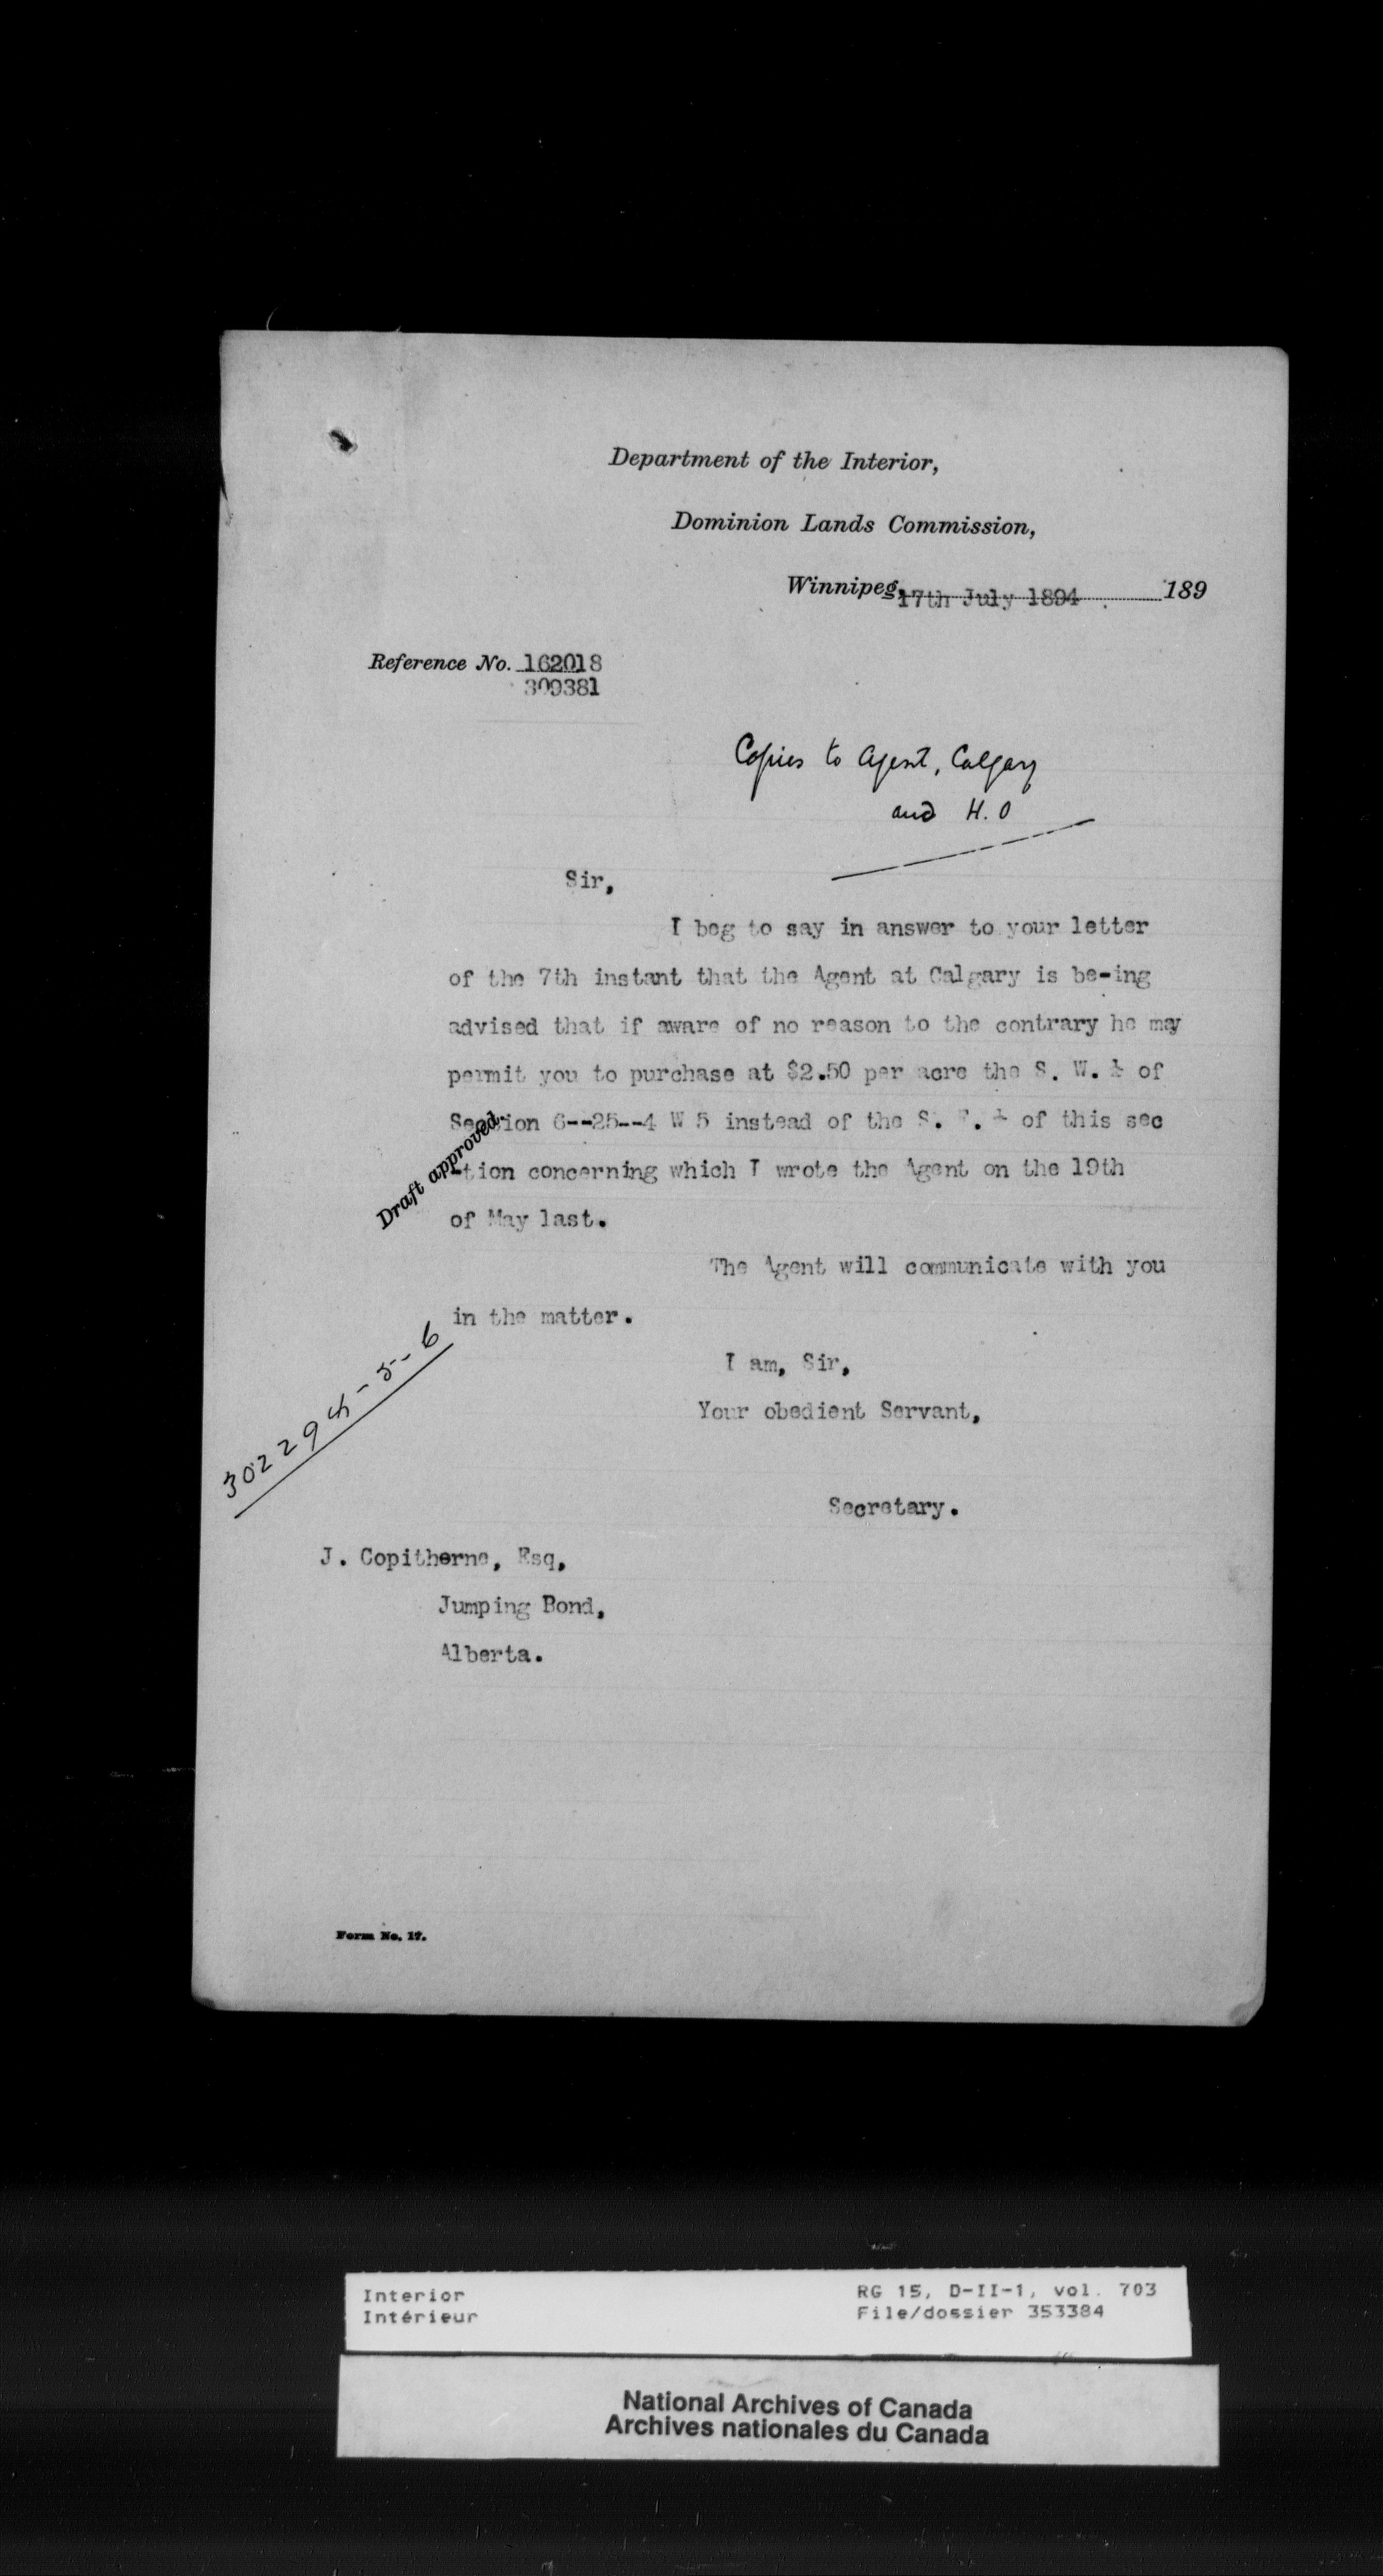 Department of the Interior,
Dominion Lands Commission,
Winnipeg, 17th July 1894 189
Reference No. 162018
309381
Copies to Agent, Calgary
and H. O
Sir,
I beg to say in answer to your letter
of the 7th instant that the Agent at Calgary is be-ing
advised that if aware of no reason to the contrary he may
permit you to purchase at $2.50 per acre the S. W. ¼ of
Section 6--25--4 W 5 instead of the S. E. ¼ of this sec
-tion concerning which I wrote the Agent on the 19th
of May last.
Draft approved.
The Agent will communicate with you
in the matter.
302294-5-6
I am, Sir,
Your obedient Servant,
Secretary.
J. Copitherne, Esq,
Jumping Bond,
Alberta.
Form No. 17.
Interior
Intérieur
RG 15, D-II-1, vol. 703
File/dossier 353384
National Archives of Canada
Archives nationales du Canada